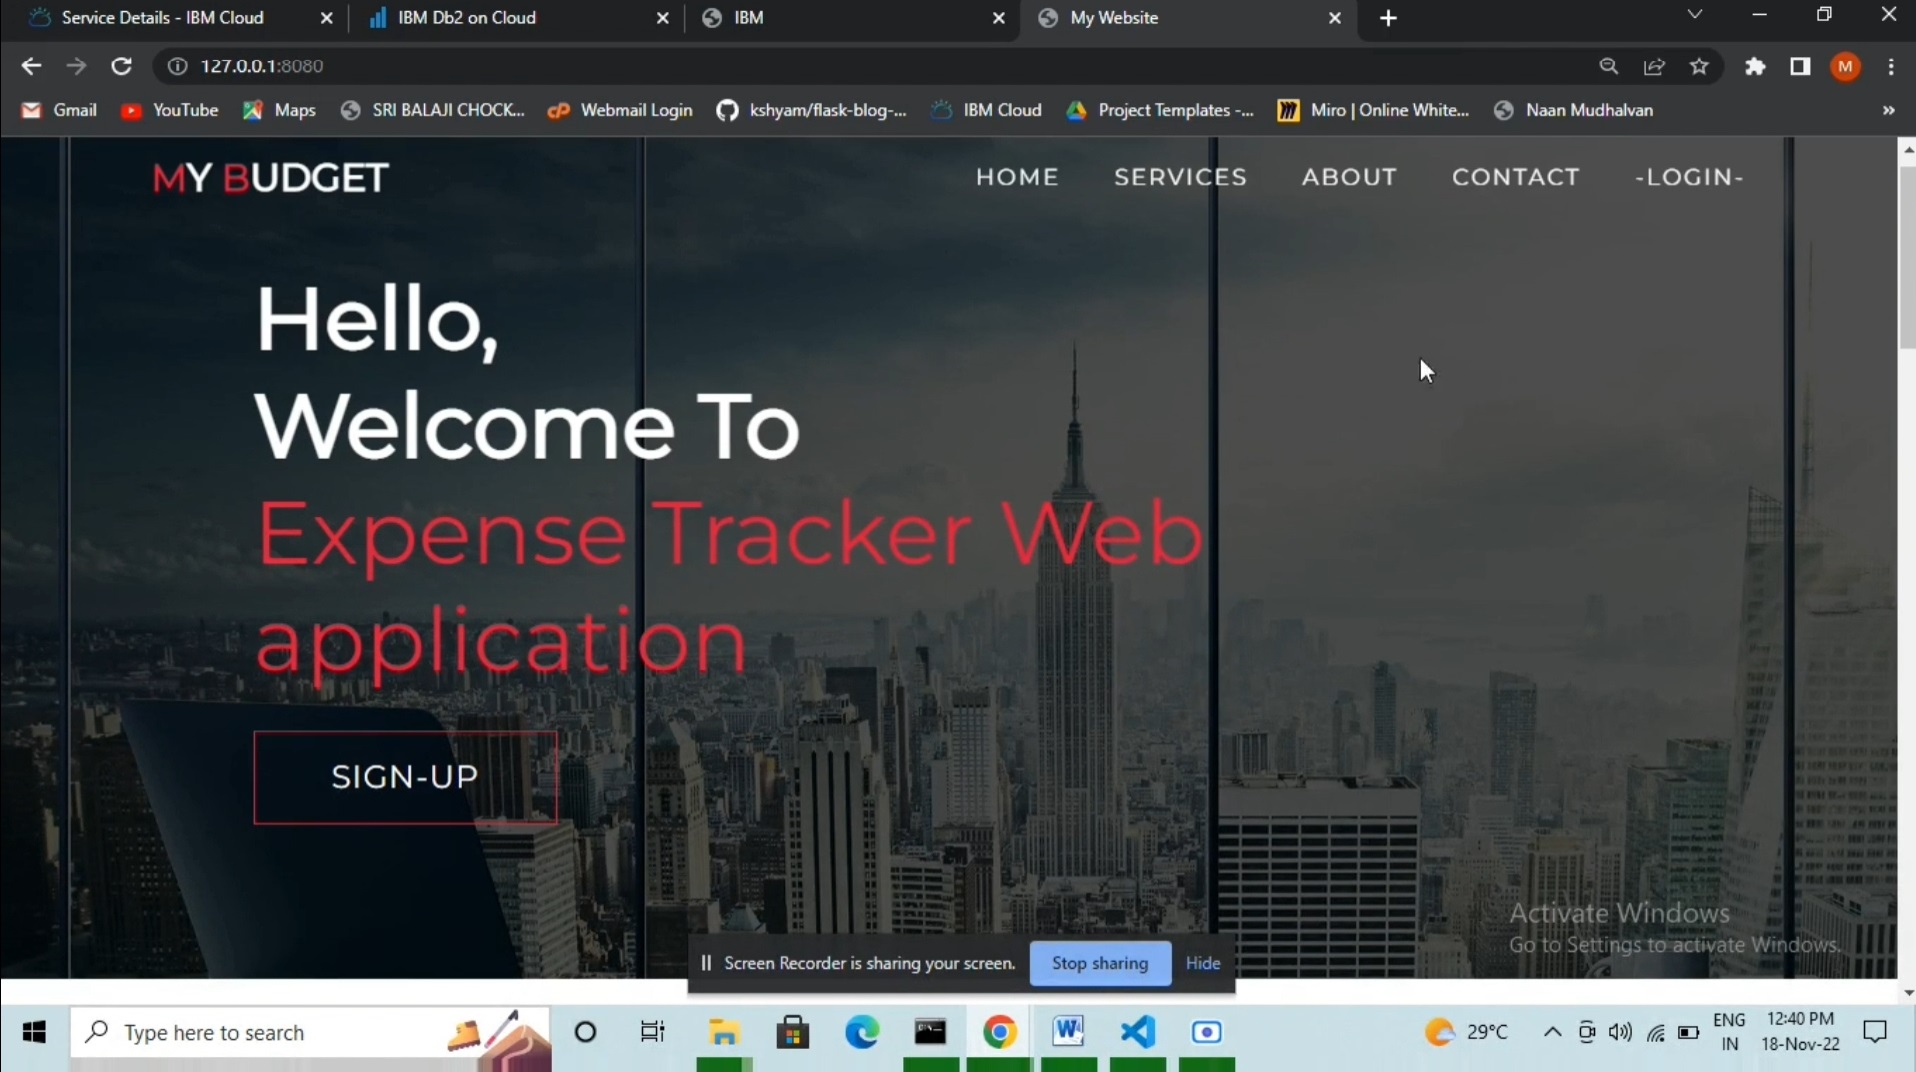 Service Details - IBM Cloud
IBM Db2 on Cloud
IBM
My Website
127.0.0.1:8080
M
Gmail
YouTube
Maps
SRI BALAJI CHOCK...
Webmail Login
kshyam/flask-blog-...
IBM Cloud
Project Templates -...
Miro | Online White...
Naan Mudhalvan
MY BUDGET
HOME
SERVICES
ABOUT
CONTACT
-LOGIN-
Hello,
Welcome To
Expense Tracker Web
application
SIGN-UP
Activate Windows
Go to Settings to activate Windows.
Screen Recorder is sharing your screen.
Stop sharing
Hide
Type here to search
29°C
ENG
IN
12:40 PM
18-Nov-22